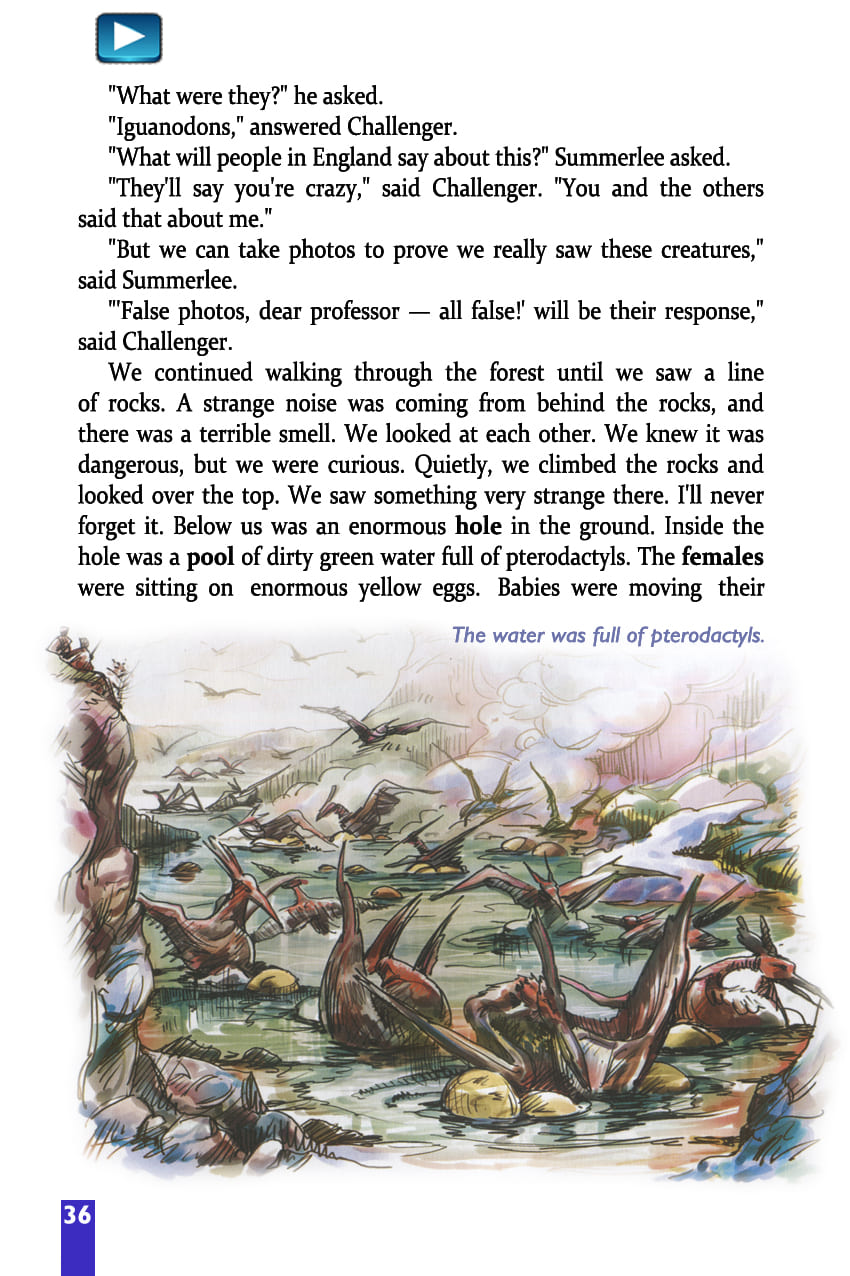 "What were they?" he asked.
"Iguanodons," answered Challenger.
"What will people in England say about this?" Summerlee asked.
"They'll say you're crazy," said Challenger. "You and the others
said that about me."
"But we can take photos to prove we really saw these creatures,"
said Summerlee.
"'False photos, dear professor — all false!' will be their response,"
said Challenger.
We continued walking through the forest until we saw a line
of rocks. A strange noise was coming from behind the rocks, and
there was a terrible smell. We looked at each other. We knew it was
dangerous, but we were curious. Quietly, we climbed the rocks and
looked over the top. We saw something very strange there. I'll never
forget it. Below us was an enormous hole in the ground. Inside the
hole was a pool of dirty green water full of pterodactyls. The females
were sitting on enormous yellow eggs. Babies were moving their
The water was full of pterodactyls.
36